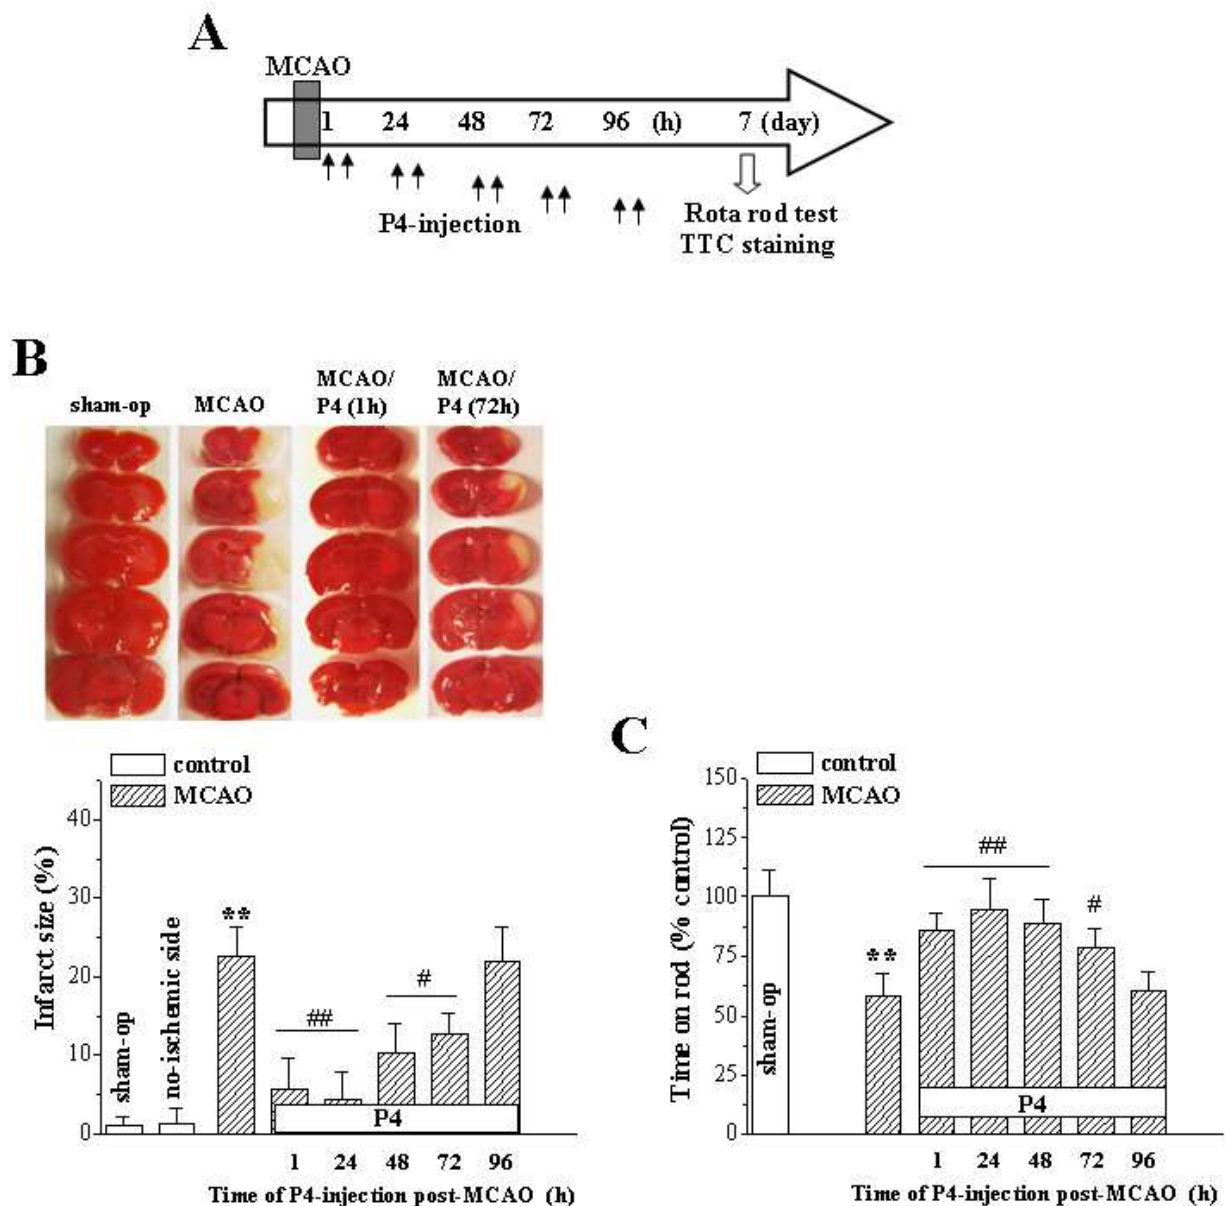 A
MCAO
1 24 48 72 96 (h) 7 (day)
P4-injection
Rota rod test
TTC staining
B
sham-op
MCAO
MCAO/
P4 (1h)
MCAO/
P4 (72h)
control
MCAO
Infarct size (%)
40
30
20
10
0
sham-op
no-ischemic side
**
##
#
P4
1 24 48 72 96
Time of P4-injection post-MCAO (h)
C
control
MCAO
Time on rod (% control)
150
125
100
75
50
25
0
sham-op
**
##
#
P4
1 24 48 72 96
Time of P4-injection post-MCAO (h)